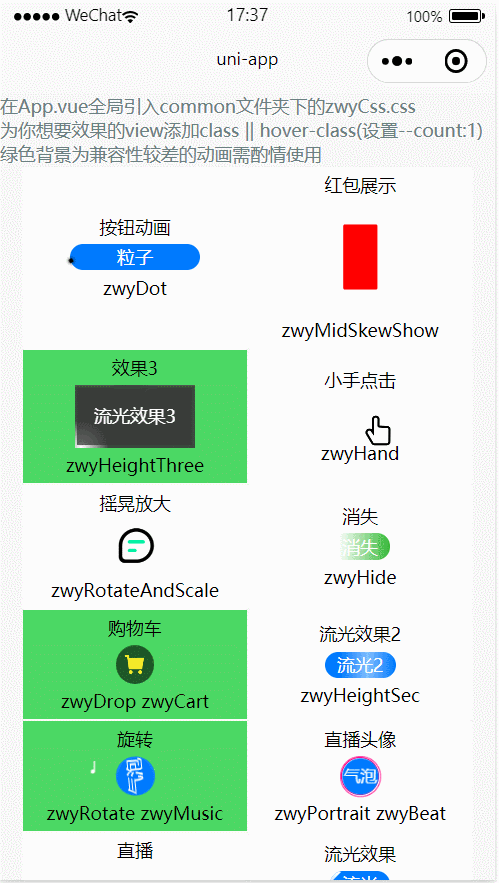 WeChat
17:37
100%
uni-app
在App.vue全局引入common文件夹下的zwyCss.css
为你想要效果的view添加class || hover-class(设置--count:1)
绿色背景为兼容性较差的动画需酌情使用
按钮动画
粒子
zwyDot
红包展示
zwyMidSkewShow
效果3
流光效果3
zwyHeightThree
小手点击
zwyHand
摇晃放大
zwyRotateAndScale
消失
消失
zwyHide
购物车
zwyDrop zwyCart
流光效果2
流光2
zwyHeightSec
旋转
气泡
zwyRotate zwyMusic
直播头像
气泡
zwyPortrait zwyBeat
直播
流光效果